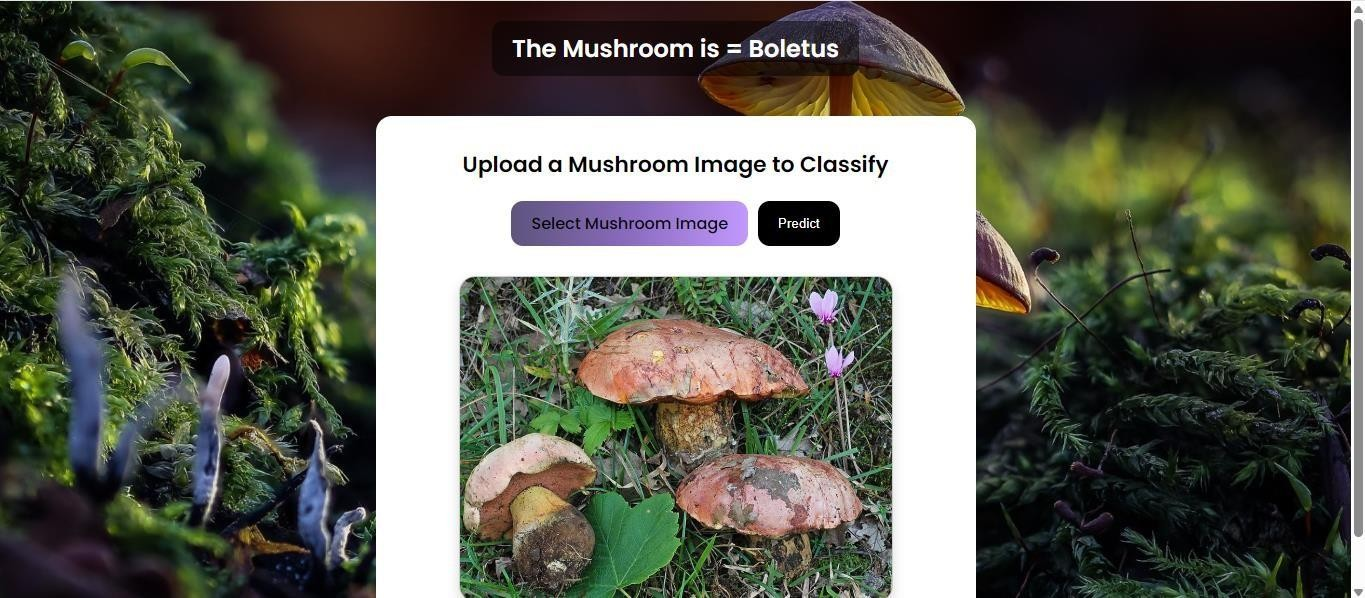 The Mushroom is = Boletus
Upload a Mushroom Image to Classify
Select Mushroom Image
Predict